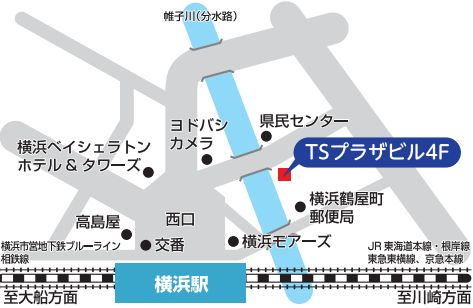 帷子川(分水路)
ヨドバシ
カメラ
県民センター
横浜ベイシェラトン
ホテル & タワーズ
TSプラザビル4F
横浜鶴屋町
郵便局
高島屋
西口
交番
横浜モアーズ
横浜市営地下鉄ブルーライン
相鉄線
JR 東海道本線・根岸線
東急東横線、京急本線
横浜駅
至大船方面
至川崎方面